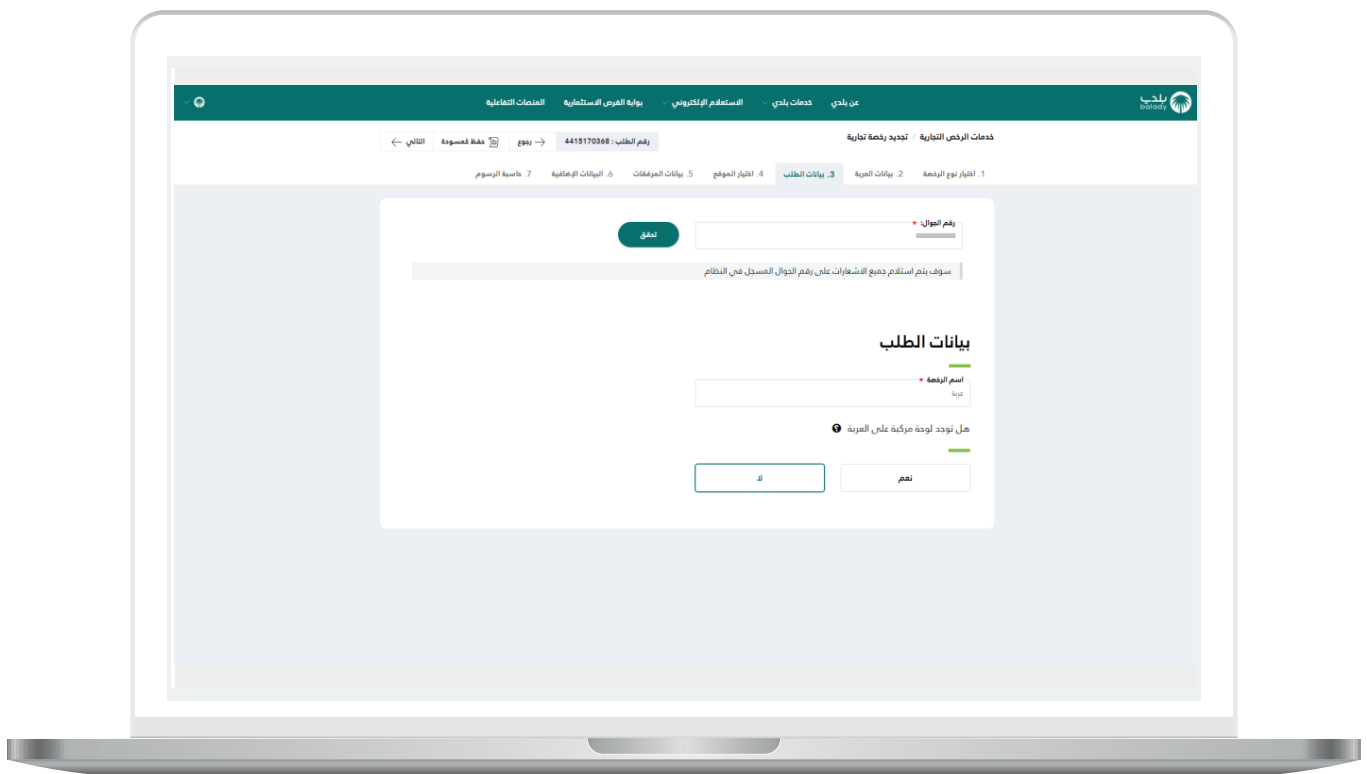 بلدي
balady
عن بلدي
خدمات بلدي
الاستعلام الإلكتروني
بوابة الفرص الاستثمارية
المنصات التفاعلية
خدمات الرخص التجارية / تجديد رخصة تجارية
رقم الطلب : 4415170368
رجوع
حفظ كمسودة
التالي
1. اختيار نوع الرخصة
2. بيانات العربة
3. بيانات الطلب
4. اختيار الموقع
5. بيانات المرفقات
6. البيانات الإضافية
7. حاسبة الرسوم
رقم الجوال: *
تحقق
سوف يتم استلام جميع الاشعارات على رقم الجوال المسجل في النظام
بيانات الطلب
اسم الرخصة *
عربة
هل توجد لوحة مركبة على العربة ?
نعم
لا